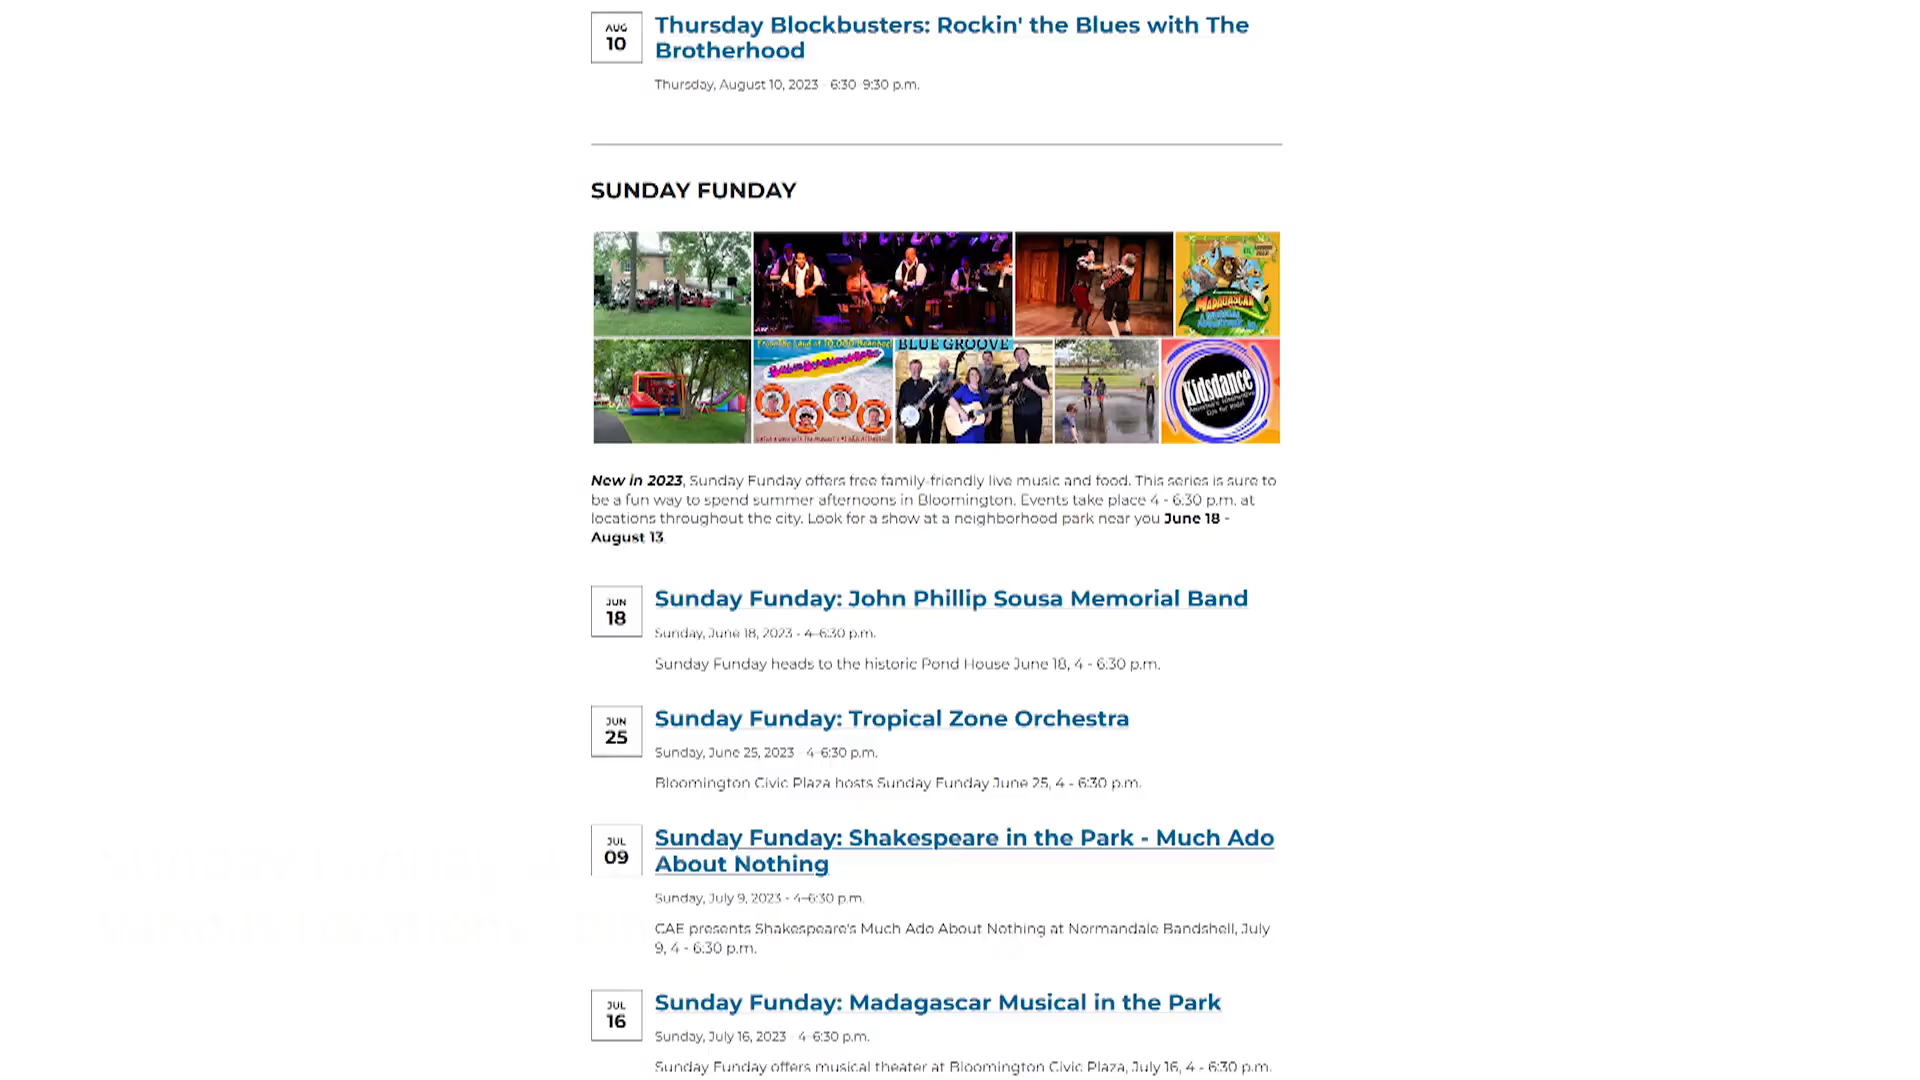 AUG
10
Thursday Blockbusters: Rockin' the Blues with The
Brotherhood
Thursday, August 10, 2023 - 6:30-9:30 p.m.
SUNDAY FUNDAY
MADAGASCAR
From the Land of 10,000 Beaches!
BLUE GROOVE
Kidsdance
New in 2023, Sunday Funday offers free family-friendly live music and food. This series is sure to
be a fun way to spend summer afternoons in Bloomington. Events take place 4 - 6:30 p.m. at
locations throughout the city. Look for a show at a neighborhood park near you June 18 -
August 13
JUN
18
Sunday Funday: John Phillip Sousa Memorial Band
Sunday, June 18, 2023 - 4-6:30 p.m.
Sunday Funday heads to the historic Pond House June 18, 4 - 6:30 p.m.
JUN
25
Sunday Funday: Tropical Zone Orchestra
Sunday, June 25, 2023 - 4-6:30 p.m.
Bloomington Civic Plaza hosts Sunday Funday June 25, 4 - 6:30 p.m.
JUL
09
Sunday Funday: Shakespeare in the Park - Much Ado
About Nothing
Sunday, July 9, 2023 - 4-6:30 p.m.
CAE presents Shakespeare's Much Ado About Nothing at Normandale Bandshell, July
9, 4 - 6:30 p.m.
JUL
16
Sunday Funday: Madagascar Musical in the Park
Sunday, July 16, 2023 - 4-6:30 p.m.
Sunday Funday offers musical theater at Bloomington Civic Plaza, July 16, 4 - 6:30 p.m.